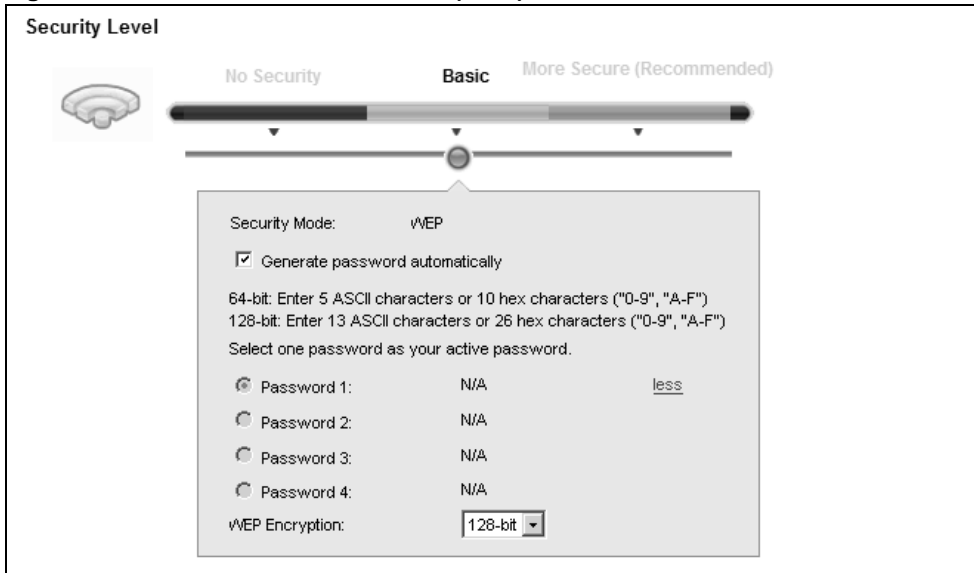 Security Level
No Security Basic More Secure (Recommended)
Security Mode: WEP
Generate password automatically
64-bit: Enter 5 ASCII characters or 10 hex characters ("0-9", "A-F")
128-bit: Enter 13 ASCII characters or 26 hex characters ("0-9", "A-F")
Select one password as your active password.
Password 1: N/A less
Password 2: N/A
Password 3: N/A
Password 4: N/A
WEP Encryption: 128-bit